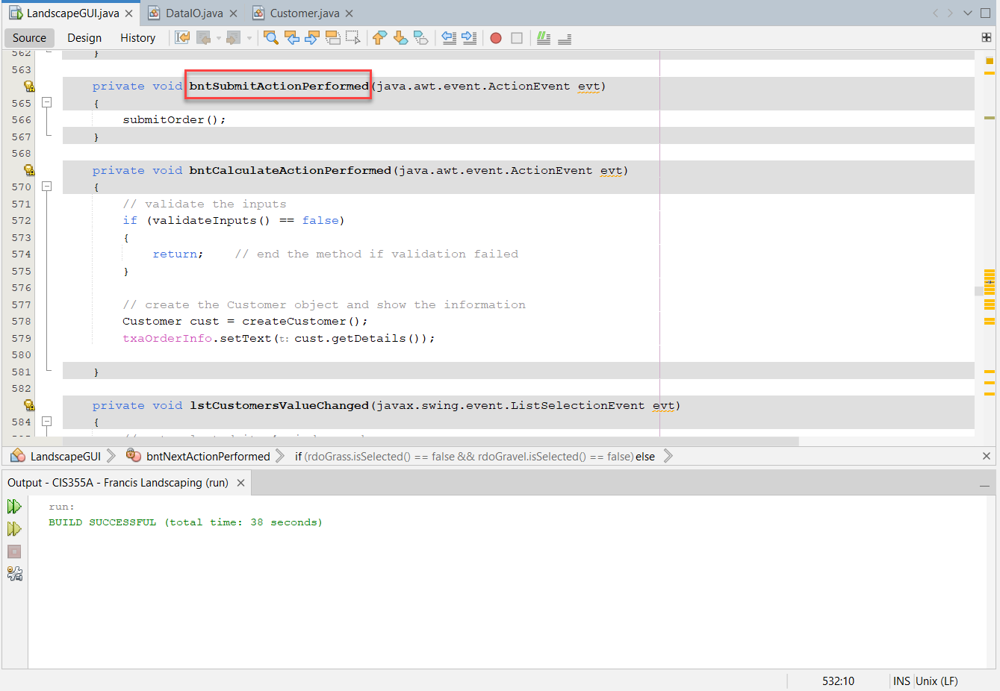 LandscapeGUI.java DataIO.java Customer.java
Source Design History
562 }
563
private void bntSubmitActionPerformed(java.awt.event.ActionEvent evt)
565 {
566 submitOrder();
567 }
568
private void bntCalculateActionPerformed(java.awt.event.ActionEvent evt)
570 {
571 // validate the inputs
572 if (validateInputs() == false)
573 {
574 return; // end the method if validation failed
575 }
576
577 // create the Customer object and show the information
578 Customer cust = createCustomer();
579 txaOrderInfo.setText(t: cust.getDetails());
580
581 }
582
private void lstCustomersValueChanged(javax.swing.event.ListSelectionEvent evt)
584 {
LandscapeGUI bntNextActionPerformed if (rdoGrass.isSelected() == false && rdoGravel.isSelected() == false) else
Output - CIS355A - Francis Landscaping (run)
run:
BUILD SUCCESSFUL (total time: 38 seconds)
532:10 INS Unix (LF)